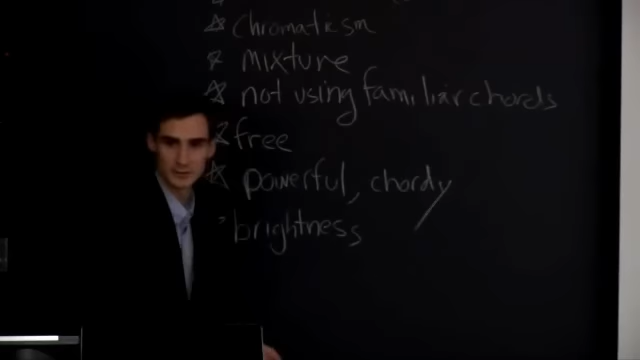 Chromaticism
mixture
not using familiar chords
free
powerful, chordy
brightness